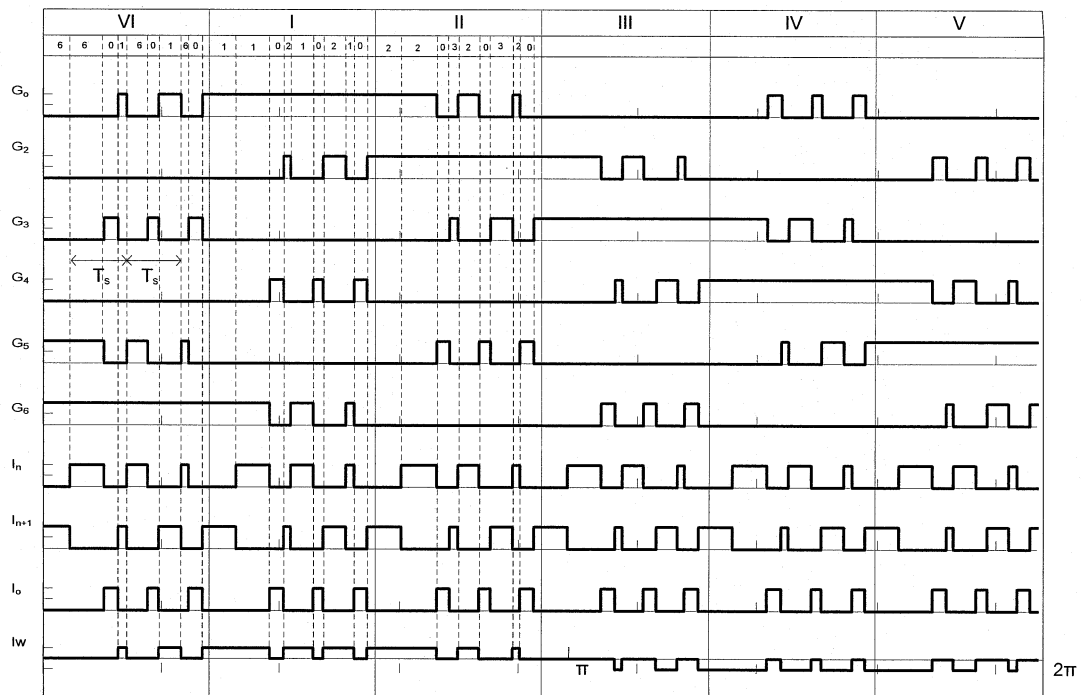 VI I II III IV V
6 6 0 1 6 0 1 6 0 1 1 0 2 1 0 2 1 0 2 2 0 3 2 0 3 2 0
Go
G2
G3
Ts Ts
G4
G5
G6
In
In+1
Io
Iw
π 2π